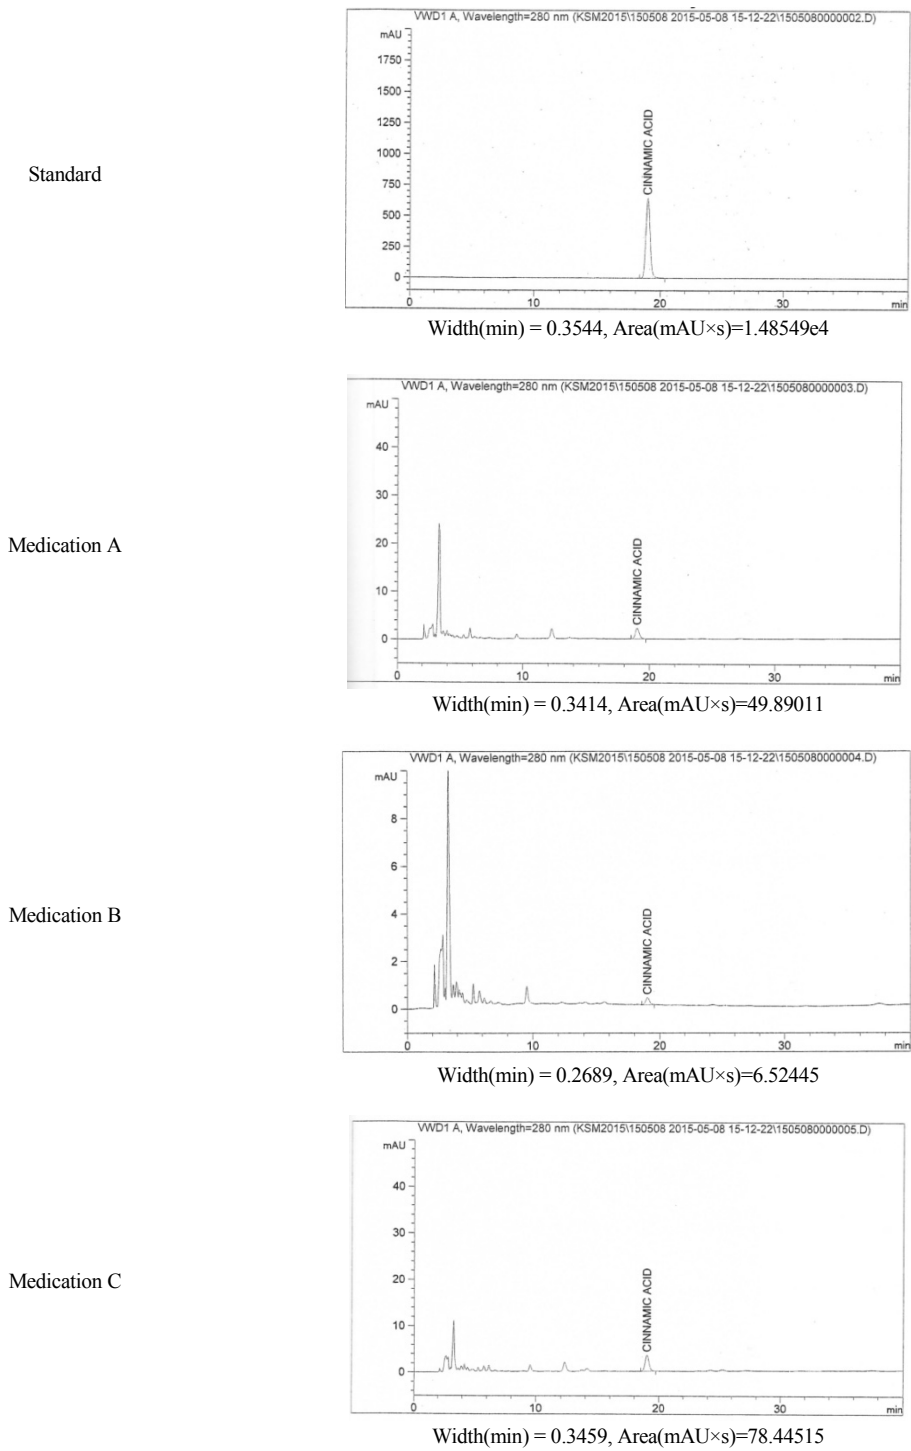 VWD1 A, Wavelength=280 nm (KSM2015\150508 2015-05-08 15-12-22\1505080000002.D)
mAU
1750
1500
1250
1000
750
500
250
0
CINNAMIC ACID
Standard
0 10 20 30 min
Width(min) = 0.3544, Area(mAU×s)=1.48549e4
VWD1 A, Wavelength=280 nm (KSM2015\150508 2015-05-08 15-12-22\1505080000003.D)
mAU
40
30
20
10
0
CINNAMIC ACID
Medication A
0 10 20 30 min
Width(min) = 0.3414, Area(mAU×s)=49.89011
VWD1 A, Wavelength=280 nm (KSM2015\150508 2015-05-08 15-12-22\1505080000004.D)
mAU
8
6
4
2
0
CINNAMIC ACID
Medication B
0 10 20 30 min
Width(min) = 0.2689, Area(mAU×s)=6.52445
VWD1 A, Wavelength=280 nm (KSM2015\150508 2015-05-08 15-12-22\1505080000005.D)
mAU
40
30
20
10
0
CINNAMIC ACID
Medication C
0 10 20 30 min
Width(min) = 0.3459, Area(mAU×s)=78.44515